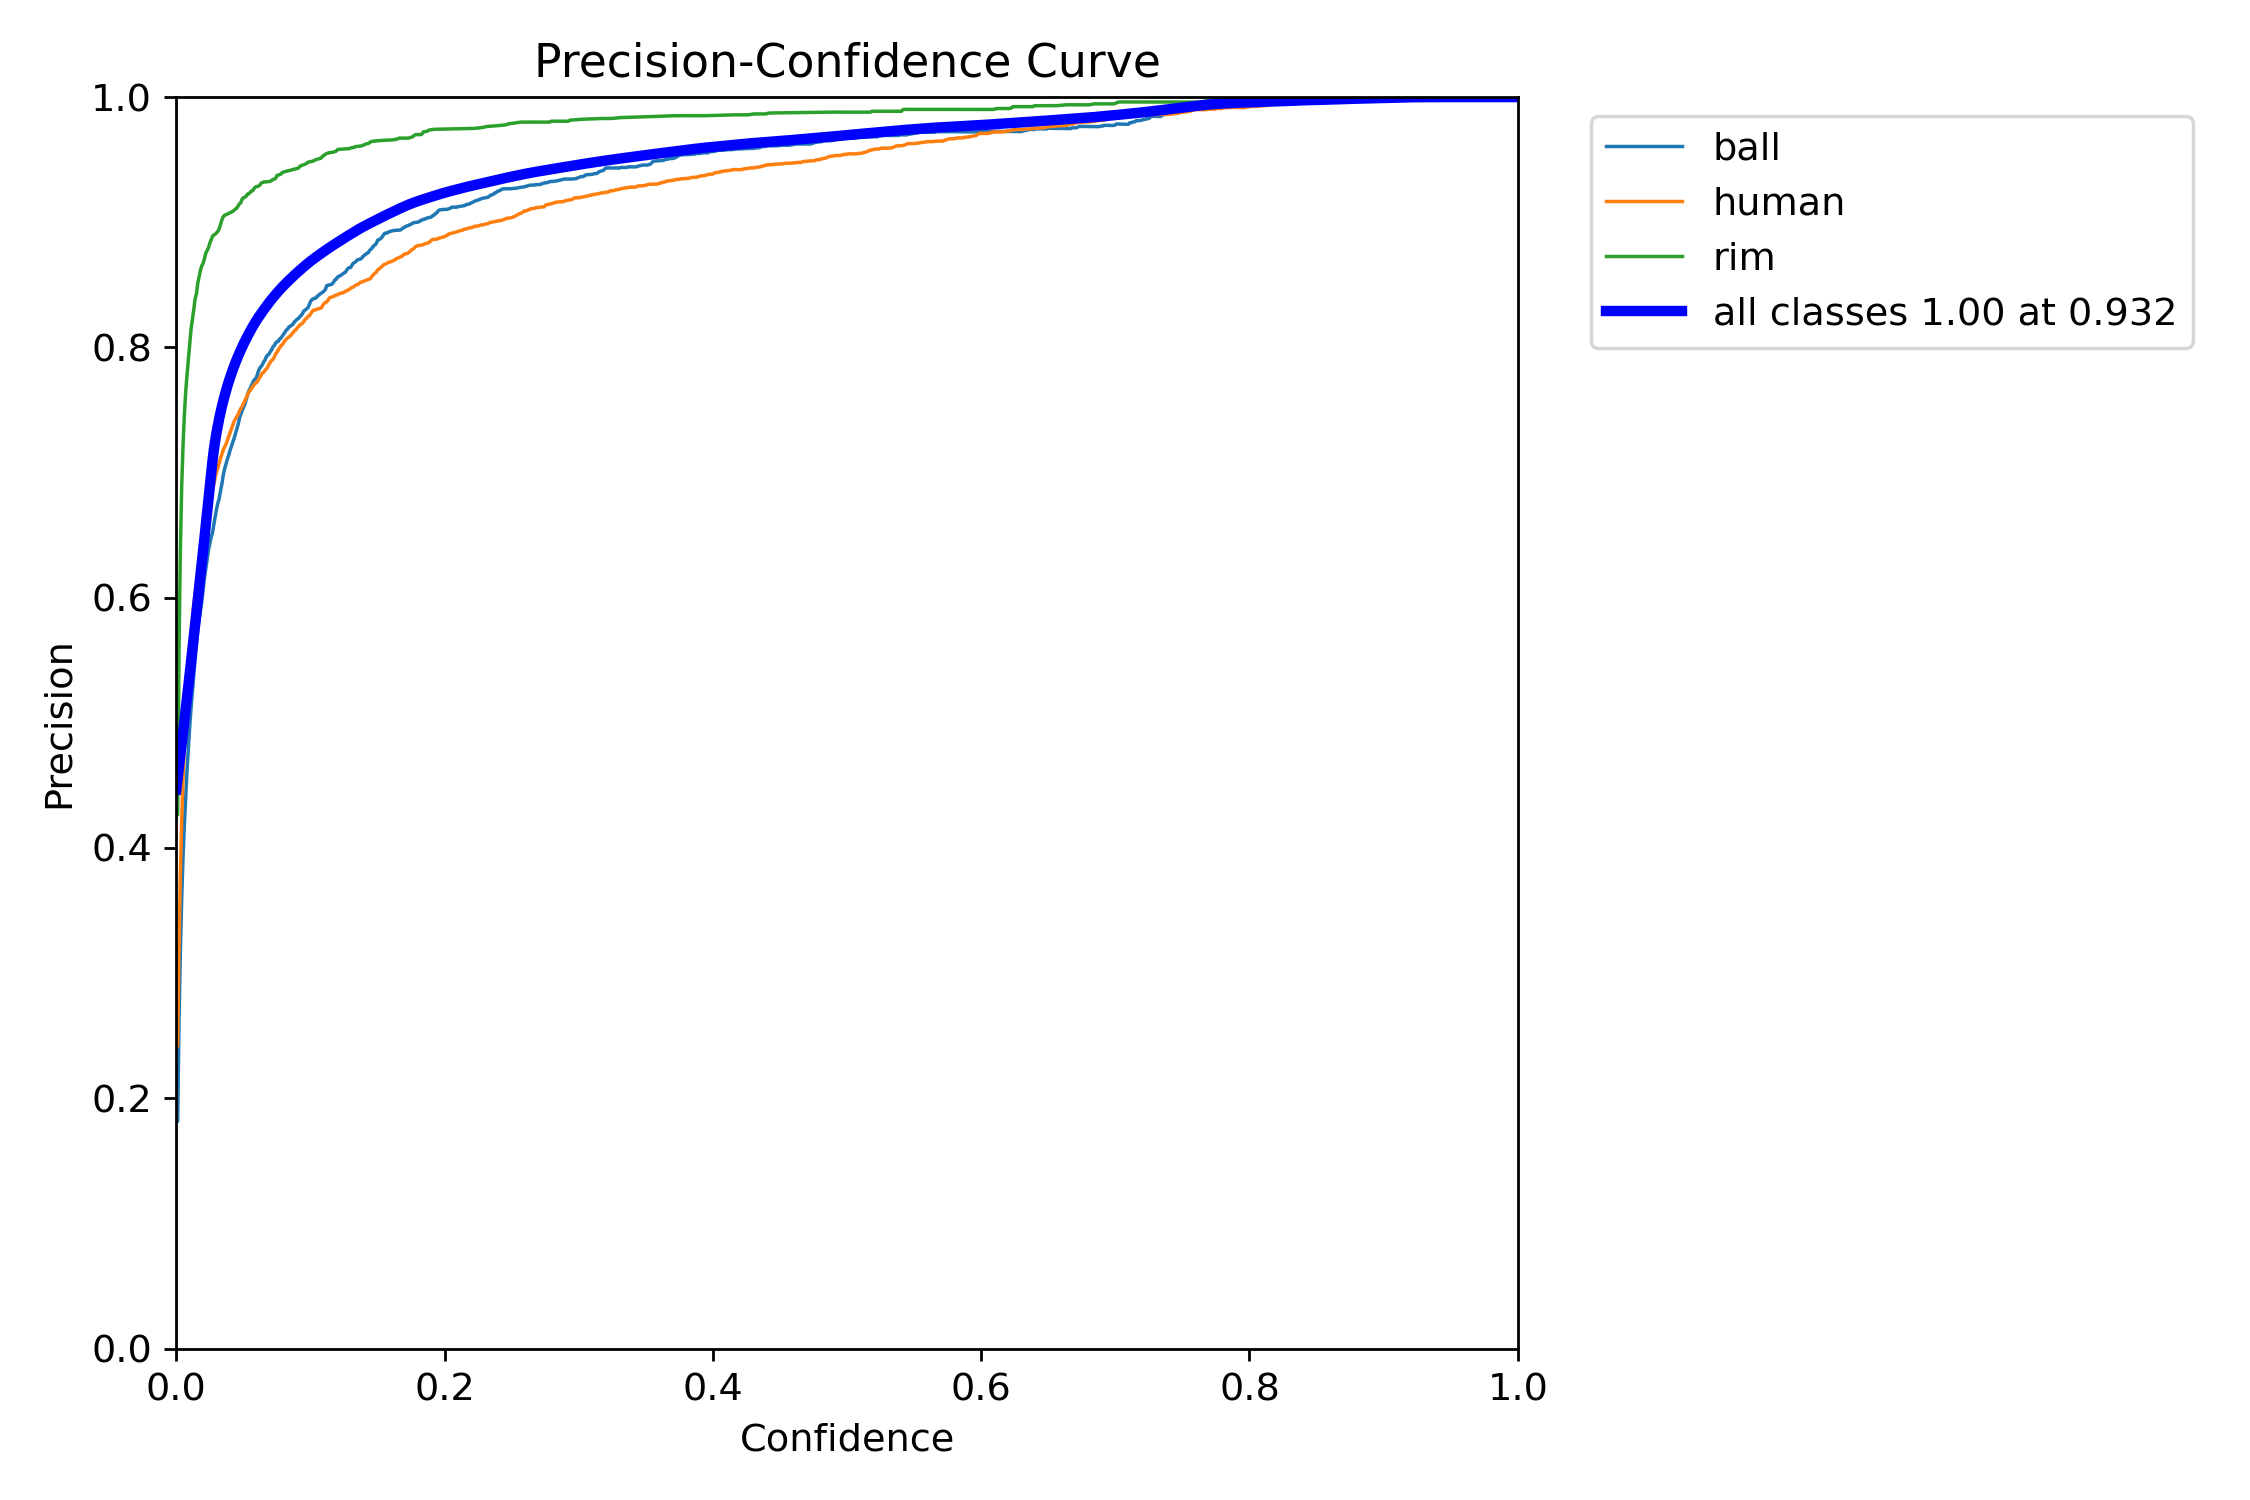 Precision-Confidence Curve
1.0
0.8
0.6
0.4
0.2
0.0
Precision
0.0 0.2 0.4 0.6 0.8 1.0
Confidence
ball
human
rim
all classes 1.00 at 0.932